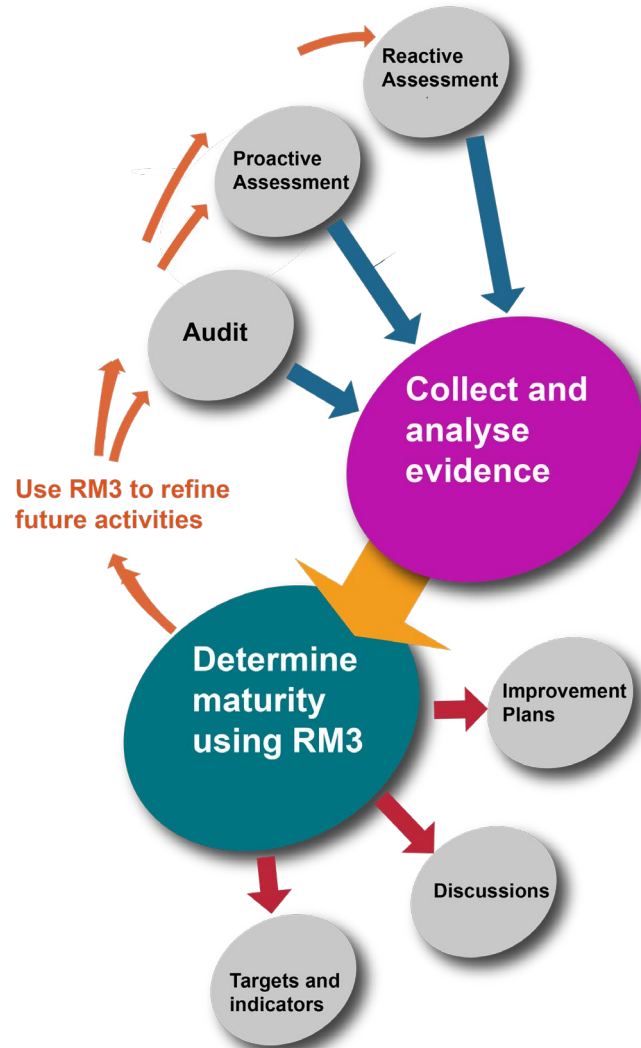 Reactive
Assessment
Proactive
Assessment
Audit
Collect and
analyse
evidence
Use RM3 to refine
future activities
Determine
maturity
using RM3
Improvement
Plans
Discussions
Targets and
indicators